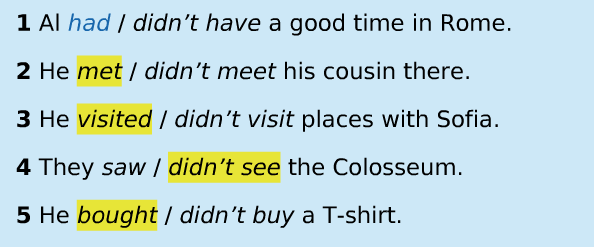 1 Al had / didn’t have a good time in Rome.
2 He met / didn’t meet his cousin there.
3 He visited / didn’t visit places with Sofia.
4 They saw / didn’t see the Colosseum.
5 He bought / didn’t buy a T-shirt.